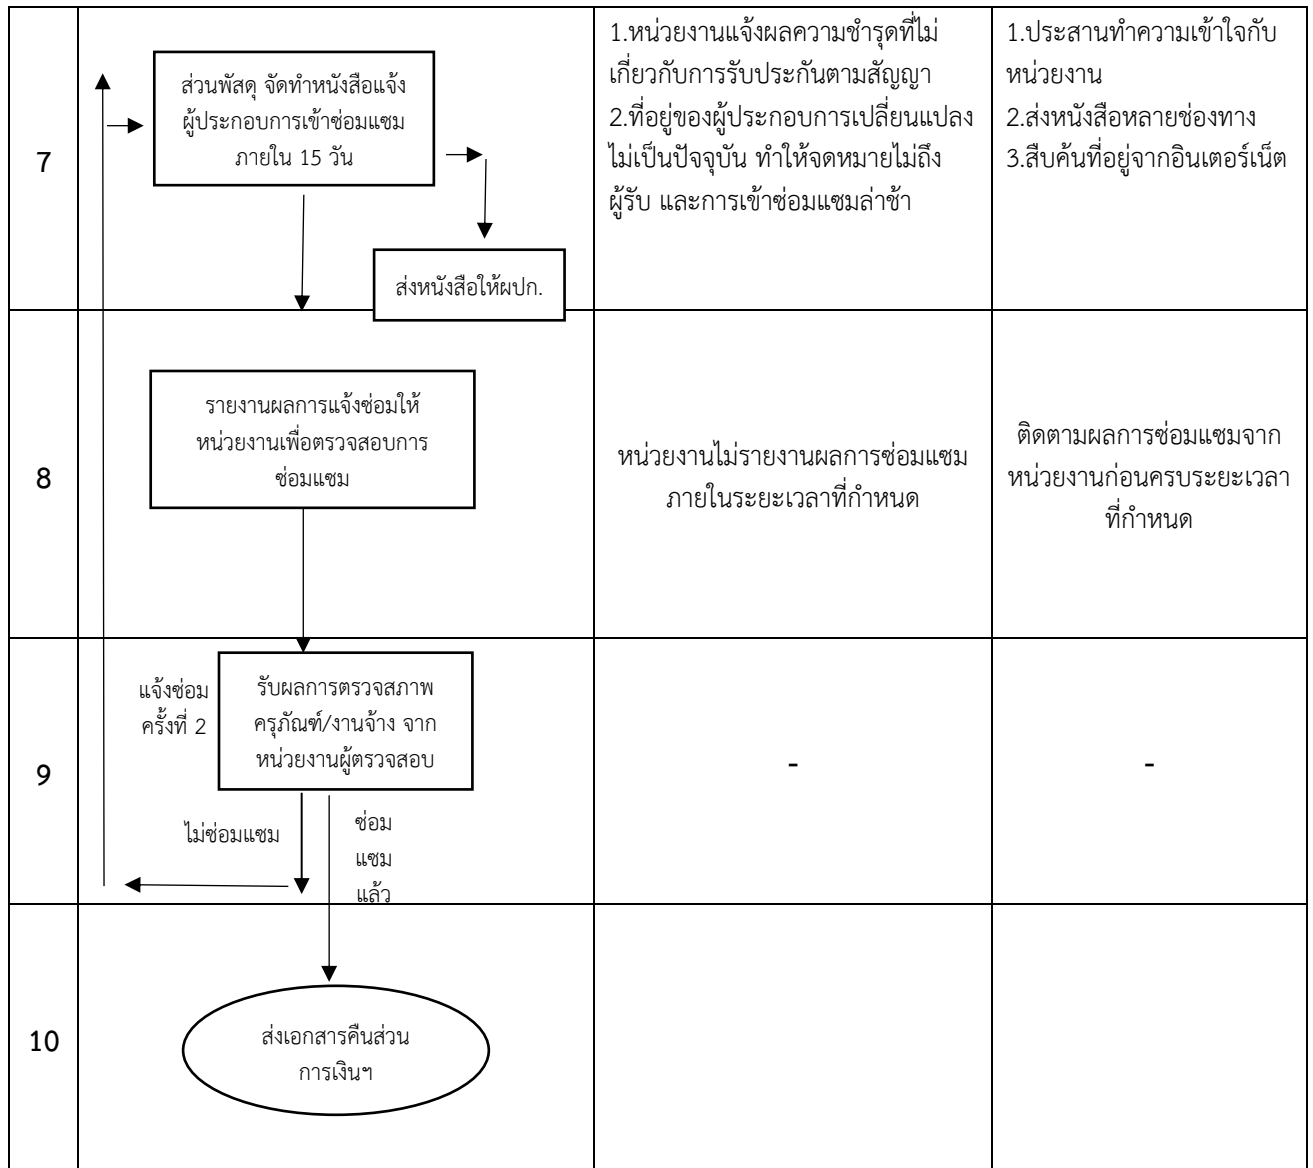 7
ส่วนพัสดุ จัดทำหนังสือแจ้ง
ผู้ประกอบการเข้าซ่อมแซม
ภายใน 15 วัน
ส่งหนังสือให้ผปก.
1.หน่วยงานแจ้งผลความชำรุดที่ไม่
เกี่ยวกับการรับประกันตามสัญญา
2.ที่อยู่ของผู้ประกอบการเปลี่ยนแปลง
ไม่เป็นปัจจุบัน ทำให้จดหมายไม่ถึง
ผู้รับ และการเข้าซ่อมแซมล่าช้า
1.ประสานทำความเข้าใจกับ
หน่วยงาน
2.ส่งหนังสือหลายช่องทาง
3.สืบค้นที่อยู่จากอินเตอร์เน็ต
8
รายงานผลการแจ้งซ่อมให้
หน่วยงานเพื่อตรวจสอบการ
ซ่อมแซม
หน่วยงานไม่รายงานผลการซ่อมแซม
ภายในระยะเวลาที่กำหนด
ติดตามผลการซ่อมแซมจาก
หน่วยงานก่อนครบระยะเวลา
ที่กำหนด
9
แจ้งซ่อม
ครั้งที่ 2
รับผลการตรวจสภาพ
ครุภัณฑ์/งานจ้าง จาก
หน่วยงานผู้ตรวจสอบ
ไม่ซ่อมแซม
ซ่อม
แซม
แล้ว
-
-
10
ส่งเอกสารคืนส่วน
การเงินฯ